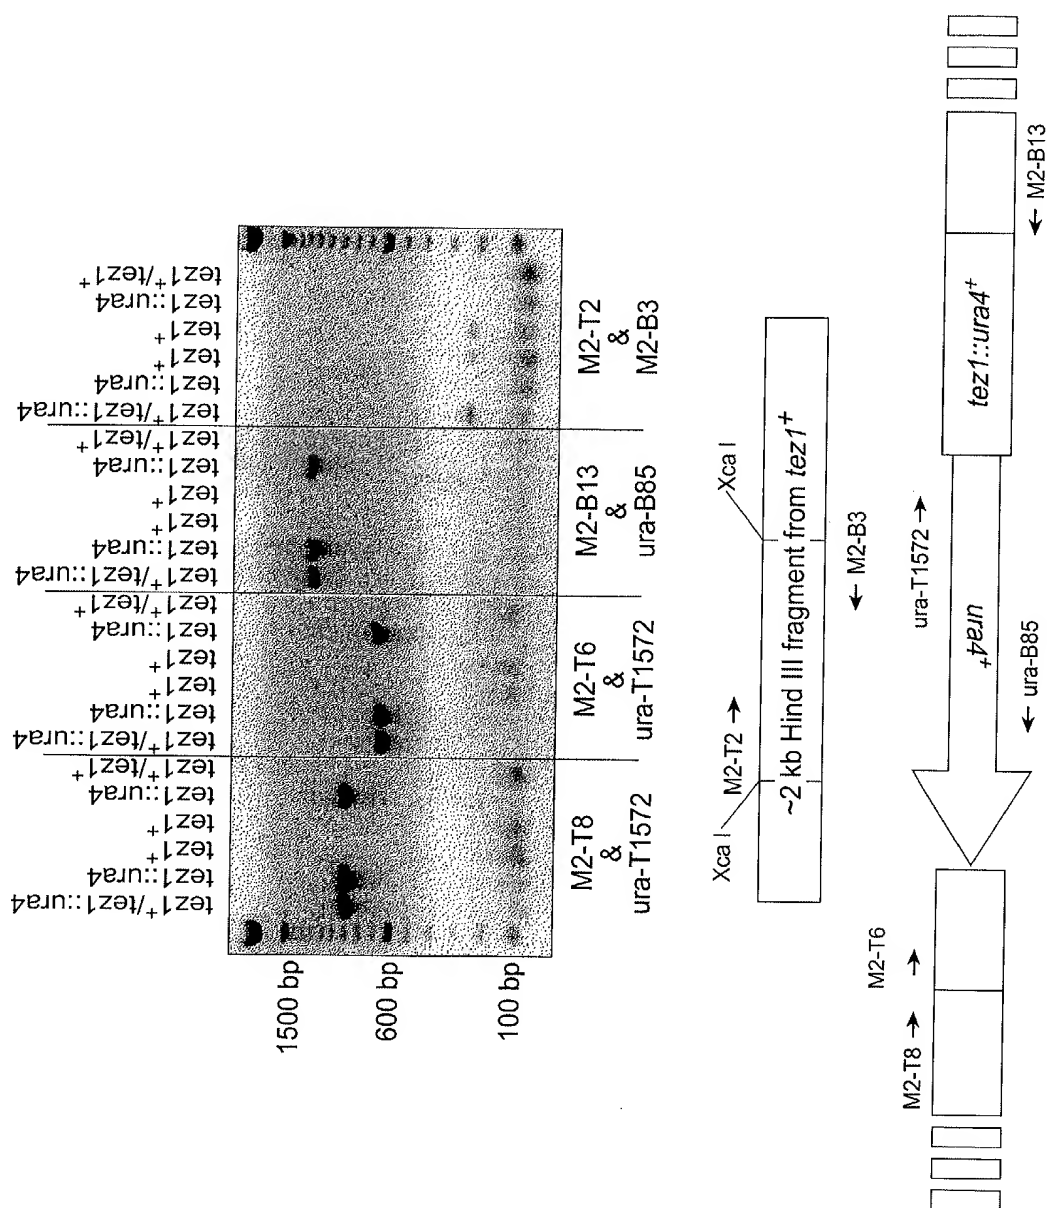 tez1⁺/tez1::ura4
tez1::ura4
tez1⁺
tez1⁺
tez1::ura4
tez1⁺/tez1⁺
tez1⁺/tez1::ura4
tez1::ura4
tez1⁺
tez1⁺
tez1::ura4
tez1⁺/tez1⁺
tez1⁺/tez1::ura4
tez1::ura4
tez1⁺
tez1⁺
tez1::ura4
tez1⁺/tez1⁺
tez1⁺/tez1::ura4
tez1::ura4
tez1⁺
tez1⁺
tez1::ura4
tez1⁺/tez1⁺
1500 bp
600 bp
100 bp
M2-T8
&
ura-T1572
M2-T6
&
ura-T1572
M2-B13
&
ura-B85
M2-T2
&
M2-B3
Xca I
M2-T2
Xca I
~2 kb Hind III fragment from tez1⁺
M2-B3
M2-T8
M2-T6
ura-T1572
ura4⁺
tez1::ura4⁺
ura-B85
M2-B13